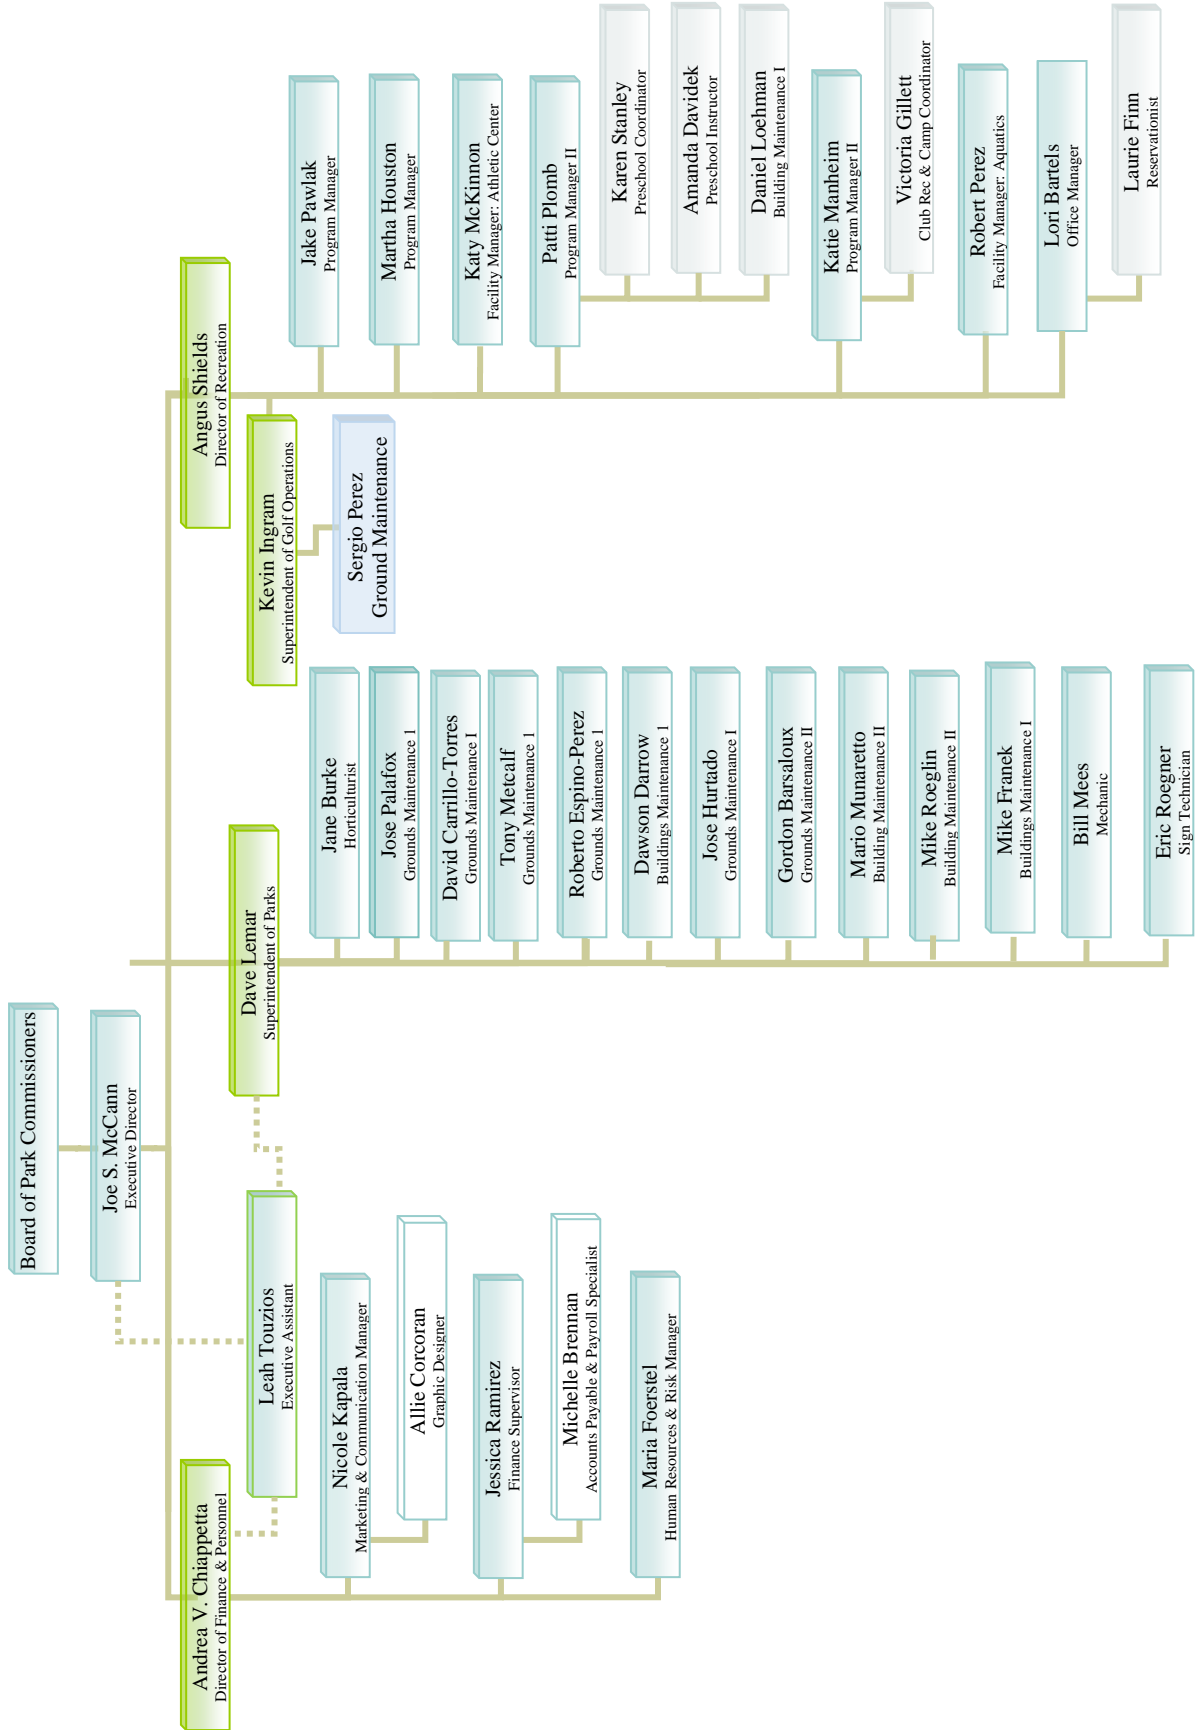 Board of Park Commissioners
Joe S. McCann
Executive Director
Andrea V. Chiappetta
Director of Finance & Personnel
Leah Touzios
Executive Assistant
Nicole Kapala
Marketing & Communication Manager
Allie Corcoran
Graphic Designer
Jessica Ramirez
Finance Supervisor
Michelle Brennan
Accounts Payable & Payroll Specialist
Maria Foerstel
Human Resources & Risk Manager
Dave Lemar
Superintendent of Parks
Jane Burke
Horticulturist
Jose Palafox
Grounds Maintenance 1
David Carrillo-Torres
Grounds Maintenance I
Tony Metcalf
Grounds Maintenance 1
Roberto Espino-Perez
Grounds Maintenance 1
Dawson Darrow
Buildings Maintenance 1
Jose Hurtado
Grounds Maintenance I
Gordon Barsaloux
Grounds Maintenance II
Mario Munaretto
Building Maintenance II
Mike Roeglin
Building Maintenance II
Mike Franek
Buildings Maintenance I
Bill Mees
Mechanic
Eric Roegner
Sign Technician
Angus Shields
Director of Recreation
Kevin Ingram
Superintendent of Golf Operations
Sergio Perez
Ground Maintenance
Jake Pawlak
Program Manager
Martha Houston
Program Manager
Katy McKinnon
Facility Manager: Athletic Center
Patti Plomb
Program Manager II
Karen Stanley
Preschool Coordinator
Amanda Davidek
Preschool Instructor
Daniel Loehman
Building Maintenance I
Katie Manheim
Program Manager II
Victoria Gillett
Club Rec & Camp Coordinator
Robert Perez
Facility Manager: Aquatics
Lori Bartels
Office Manager
Laurie Finn
Reservationist